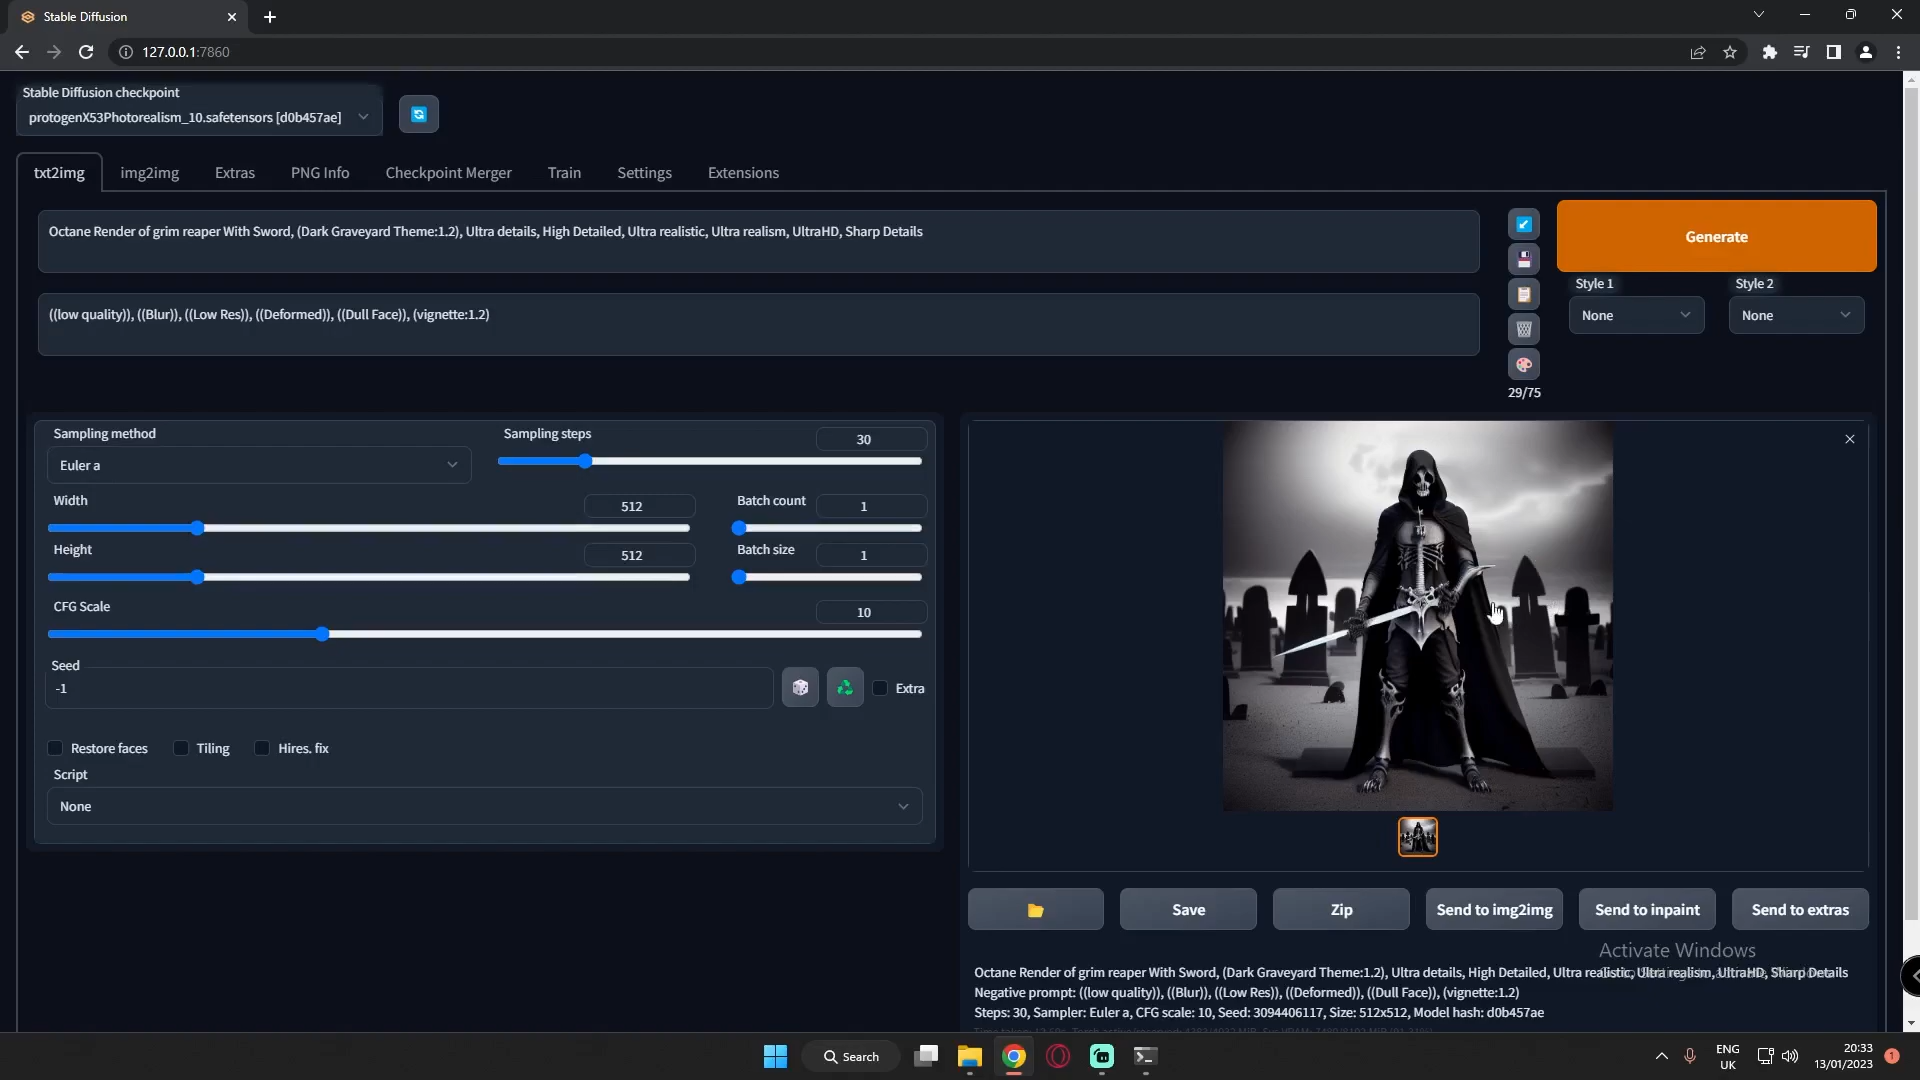 Stable Diffusion
127.0.0.1:7860
Stable Diffusion checkpoint
protogenX53Photorealism_10.safetensors [d0b457ae]
txt2img
img2img
Extras
PNG Info
Checkpoint Merger
Train
Settings
Extensions
Octane Render of grim reaper With Sword, (Dark Graveyard Theme:1.2), Ultra details, High Detailed, Ultra realistic, Ultra realism, UltraHD, Sharp Details
((low quality)), ((Blur)), ((Low Res)), ((Deformed)), ((Dull Face)), (vignette:1.2)
Generate
Style 1
Style 2
None
None
29/75
Sampling method
Euler a
Sampling steps
30
Width
512
Batch count
1
Height
512
Batch size
1
CFG Scale
10
Seed
-1
Extra
Restore faces
Tiling
Hires. fix
Script
None
Save
Zip
Send to img2img
Send to inpaint
Send to extras
Activate Windows
Octane Render of grim reaper With Sword, (Dark Graveyard Theme:1.2), Ultra details, High Detailed, Ultra realistic, Ultra realism, UltraHD, Sharp Details
Negative prompt: ((low quality)), ((Blur)), ((Low Res)), ((Deformed)), ((Dull Face)), (vignette:1.2)
Steps: 30, Sampler: Euler a, CFG scale: 10, Seed: 3094406117, Size: 512x512, Model hash: d0b457ae
Search
ENG
UK
20:33
13/01/2023
1